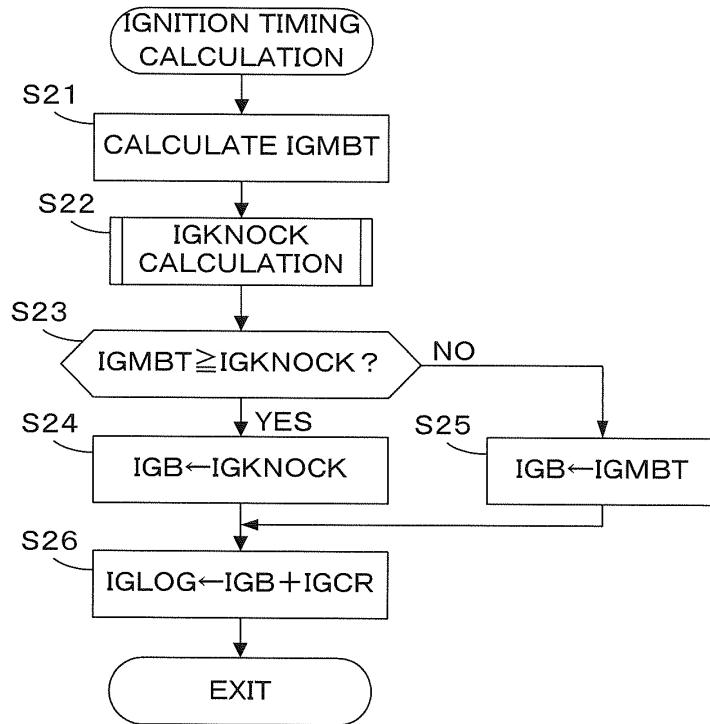 IGNITION TIMING
CALCULATION
S21
CALCULATE IGMBT
S22
IGKNOCK
CALCULATION
S23
IGMBT≧IGKNOCK?
NO
YES
S24
IGB←IGKNOCK
S25
IGB←IGMBT
S26
IGLOG←IGB+IGCR
EXIT